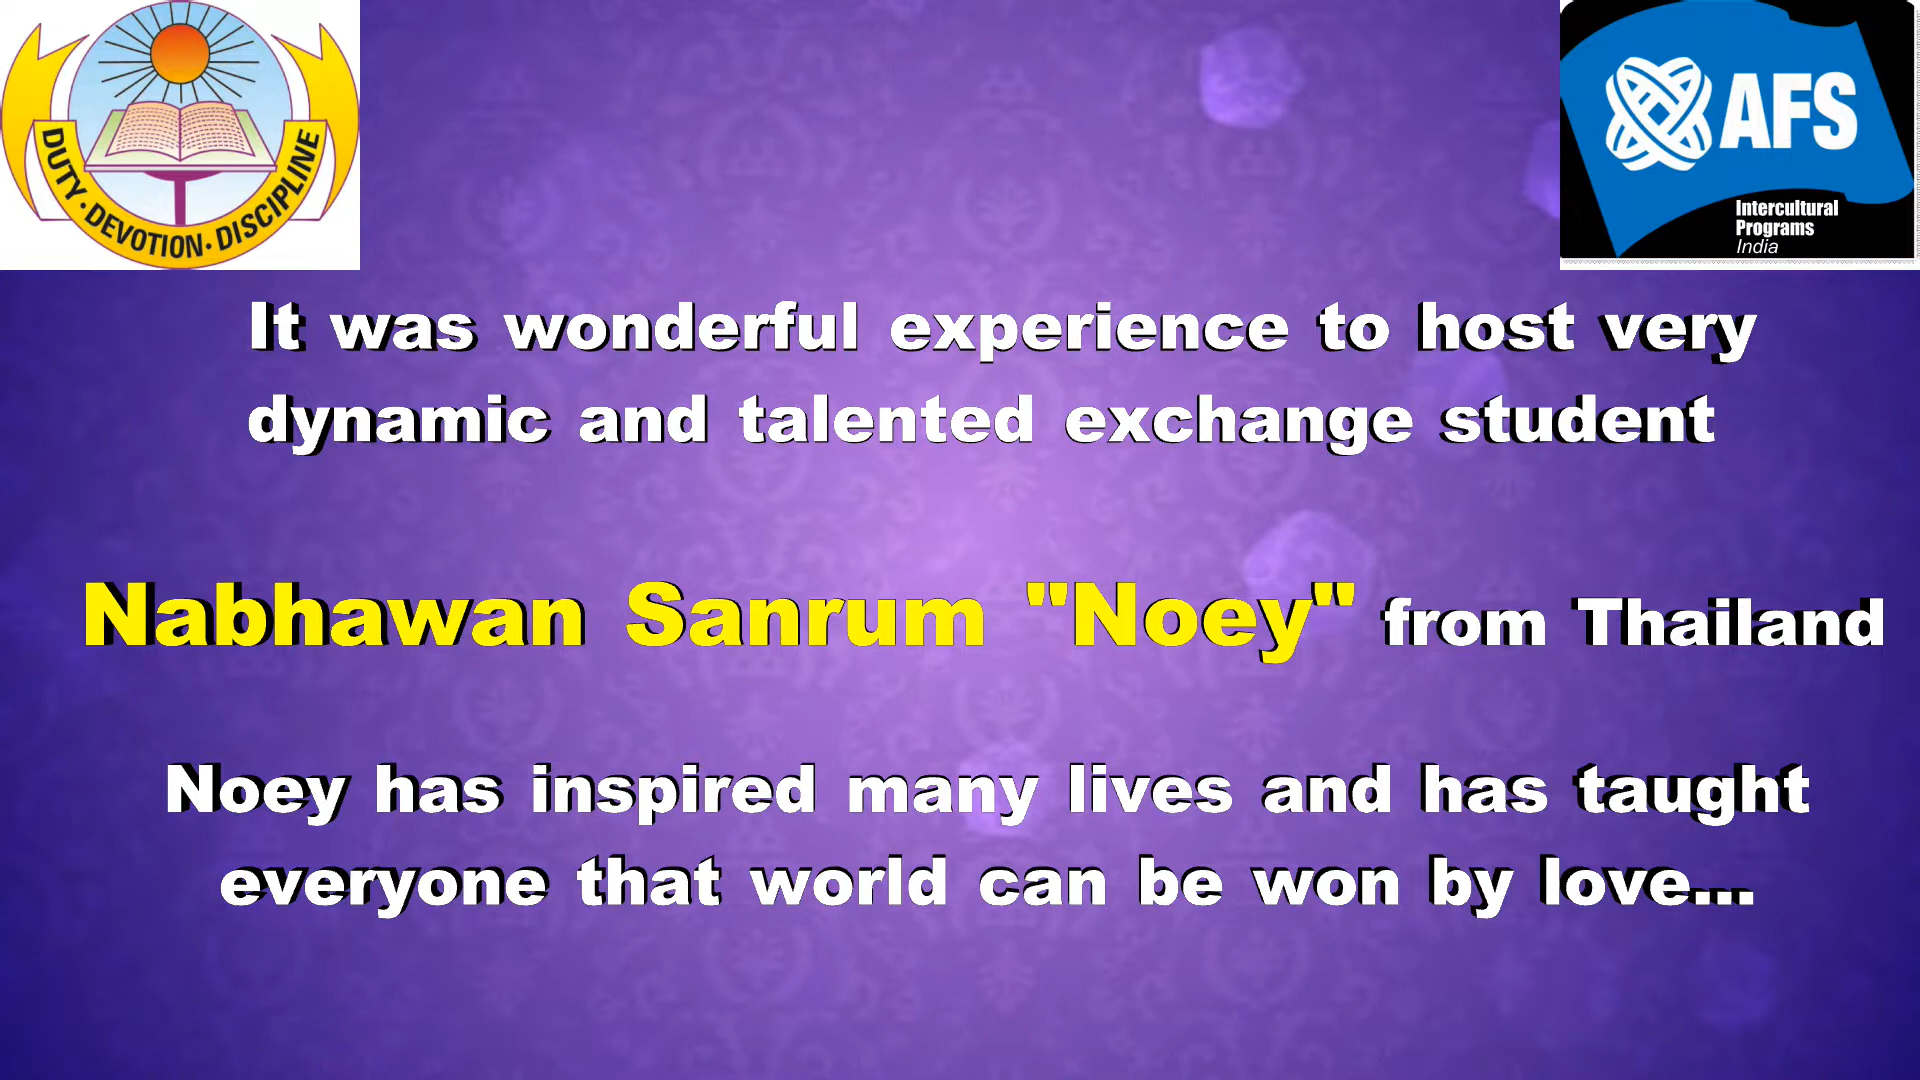 DUTY · DEVOTION · DISCIPLINE
AFS
Intercultural
Programs
India
It was wonderful experience to host very
dynamic and talented exchange student
Nabhawan Sanrum "Noey" from Thailand
Noey has inspired many lives and has taught
everyone that world can be won by love...